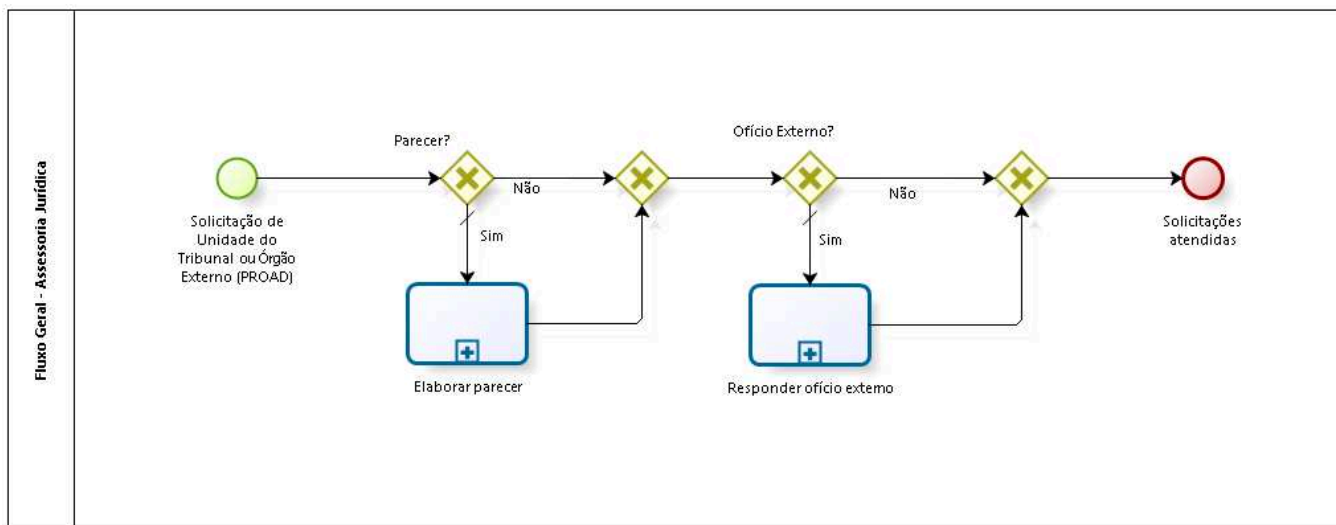 Fluxo Geral - Assessoria Jurídica
Solicitação de
Unidade do
Tribunal ou Órgão
Externo (PROAD)
Parecer?
Não
Sim
Elaborar parecer
Ofício Externo?
Não
Sim
Responder ofício externo
Solicitações
atendidas